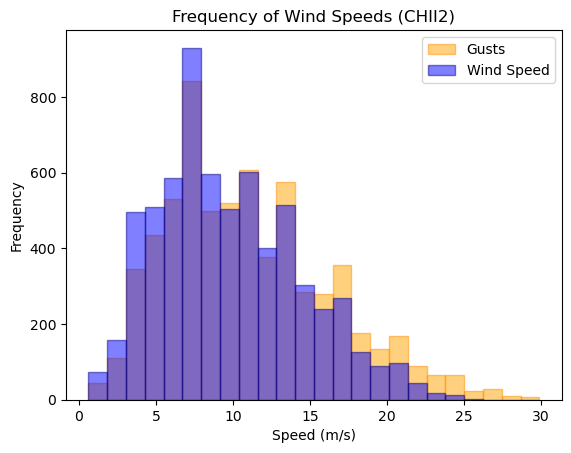 Frequency of Wind Speeds (CHII2)
Gusts
Wind Speed
Frequency
800
600
400
200
0
0 5 10 15 20 25 30
Speed (m/s)